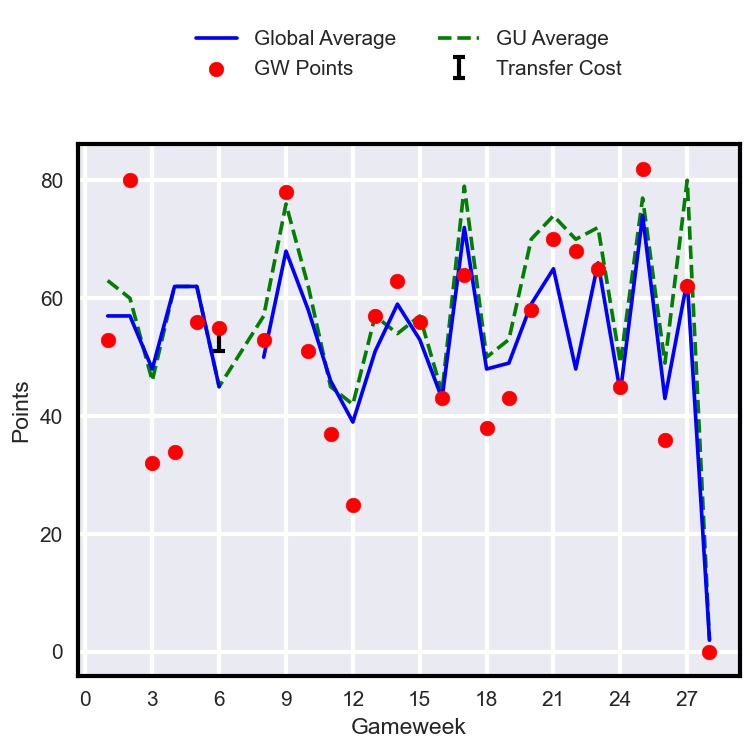 Global Average GU Average
GW Points Transfer Cost
80
60
40
20
0
Points
0 3 6 9 12 15 18 21 24 27
Gameweek